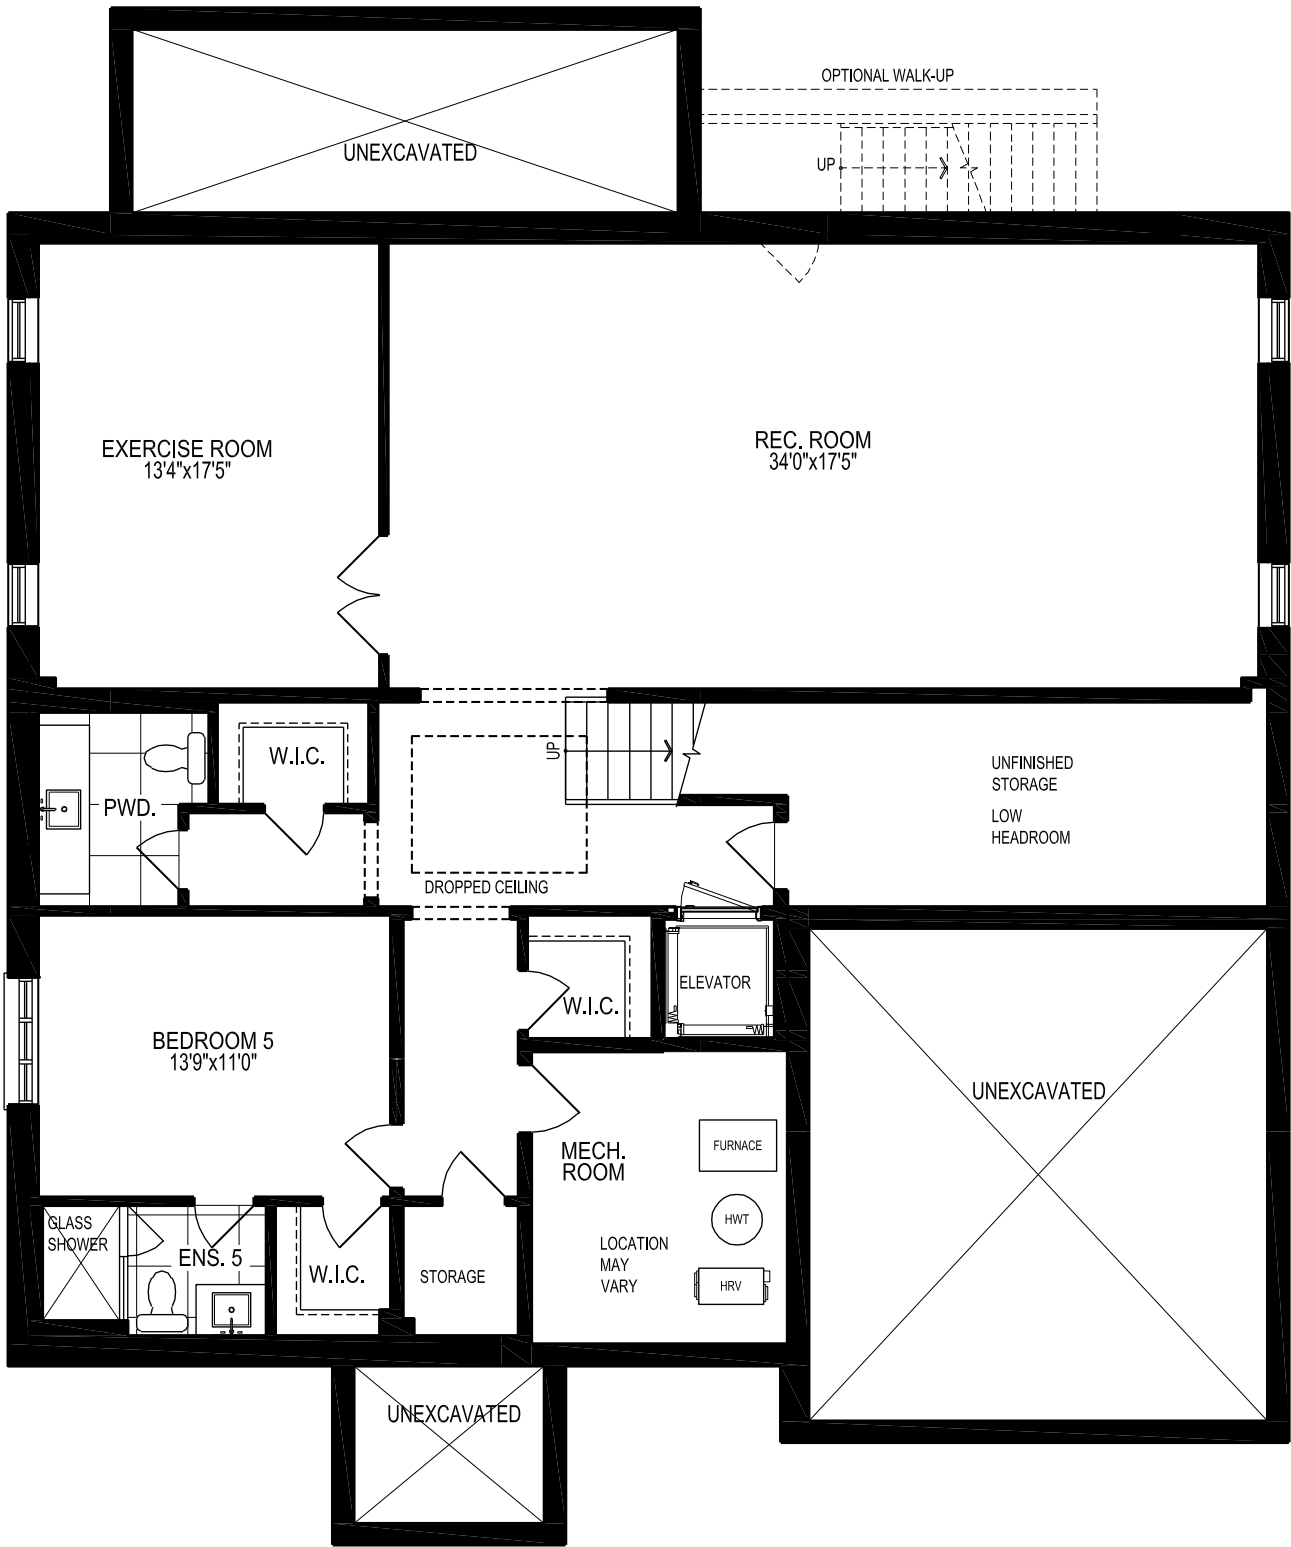 OPTIONAL WALK-UP
UNEXCAVATED
UP
EXERCISE ROOM
13'4"x17'5"
REC. ROOM
34'0"x17'5"
W.I.C.
UP
UNFINISHED
STORAGE
LOW
HEADROOM
PWD.
DROPPED CEILING
ELEVATOR
W.I.C.
BEDROOM 5
13'9"x11'0"
UNEXCAVATED
MECH.
ROOM
FURNACE
HWT
GLASS
SHOWER
ENS. 5
W.I.C.
STORAGE
LOCATION
MAY
VARY
HRV
UNEXCAVATED